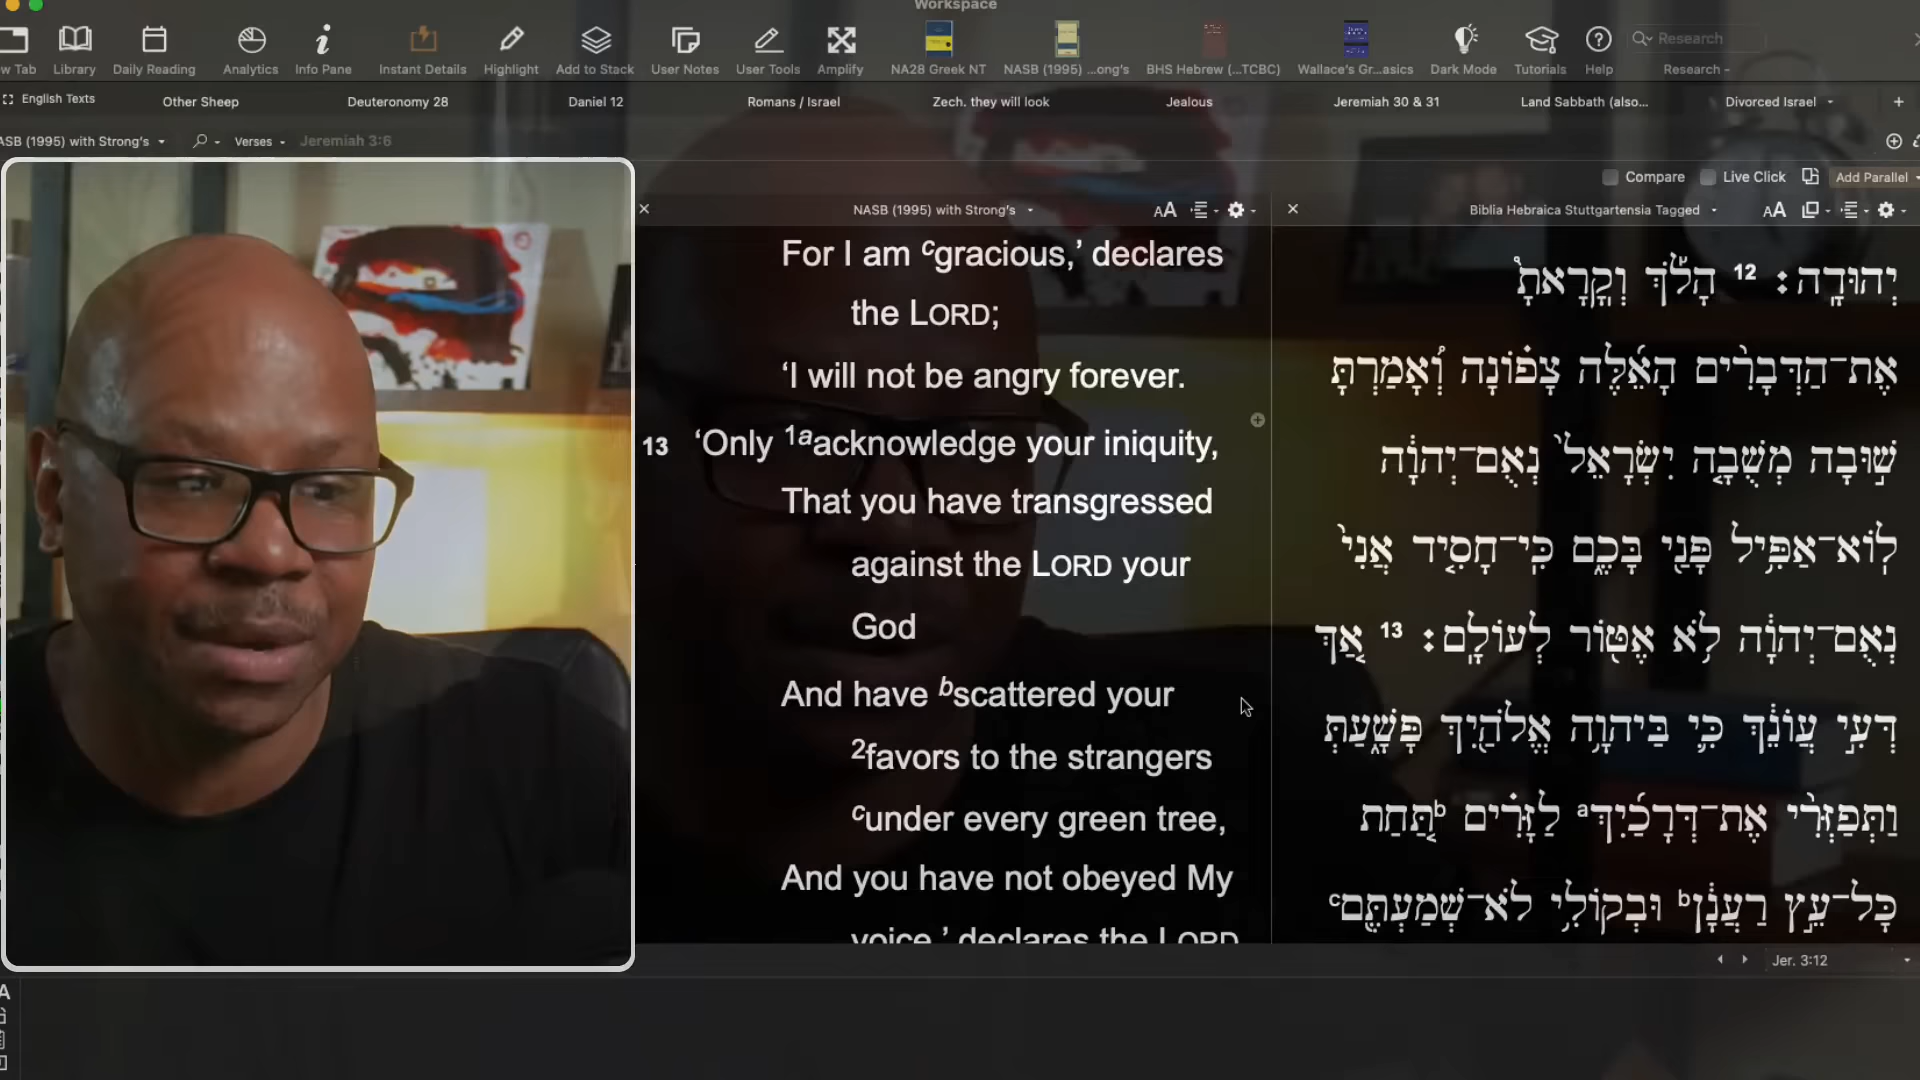 Workspace
w Tab
Library
Daily Reading
Analytics
Info Pane
Instant Details
Highlight
Add to Stack
User Notes
User Tools
Amplify
NA28 Greek NT
NASB (1995) ...ong's
BHS Hebrew (...TCBC)
Wallace's Gr...asics
Dark Mode
Tutorials
Help
Research
Research
English Texts
Other Sheep
Deuteronomy 28
Daniel 12
Romans / Israel
Zech. they will look
Jealous
Jeremiah 30 & 31
Land Sabbath (also...
Divorced Israel
ASB (1995) with Strong's
Verses
Jeremiah 3:6
Compare
Live Click
Add Parallel
NASB (1995) with Strong's
AA
For I am cgracious,’ declares
the LORD;
‘I will not be angry forever.
13 ‘Only 1aacknowledge your iniquity,
That you have transgressed
against the LORD your
God
And have bscattered your
2favors to the strangers
cunder every green tree,
And you have not obeyed My
voice,’ declares the LORD
Biblia Hebraica Stuttgartensia Tagged
AA
יְהוּדָֽה׃ 12 הָלֹ֡ךְ וְקָֽרָאתָ֩
אֶת־הַדְּבָרִ֨ים הָאֵ֜לֶּה צָפ֗וֹנָה וְ֠אָמַרְתָּ
שׁ֣וּבָה מְשֻׁבָ֤ה יִשְׂרָאֵל֙ נְאֻם־יְהוָ֔ה
לֽוֹא־אַפִּ֥יל פָּנַ֖י בָּכֶ֑ם כִּֽי־חָסִ֤יד אֲנִי֙
נְאֻם־יְהוָ֔ה לֹ֥א אֶטּ֖וֹר לְעוֹלָֽם׃ 13 אַ֚ךְ
דְּעִ֣י עֲוֺנֵ֔ךְ כִּ֛י בַּיהוָ֥ה אֱלֹהַ֖יִךְ פָּשָׁ֑עַתְּ
וַתְּפַזְּרִ֨י אֶת־דְּרָכַ֜יִךְa לַזָּרִ֗יםb תַּ֚חַת
כָּל־עֵ֣ץ רַעֲנָ֔ןb וּבְקוֹלִ֥י לֹא־שְׁמַעְתֶּ֖םc
Jer. 3:12
A